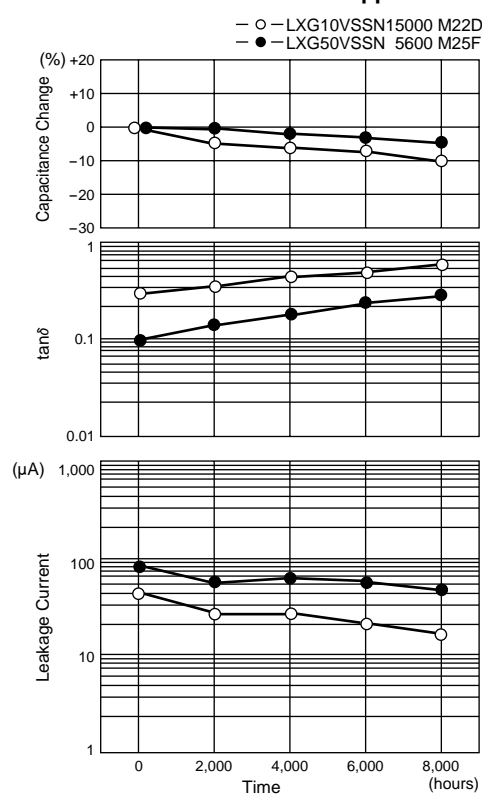 LXG10VSSN15000 M22D
LXG50VSSN 5600 M25F
(%)
+20
+10
0
−10
−20
−30
Capacitance Change
1
0.1
0.01
tanδ
(µA)
1,000
100
10
1
Leakage Current
0 2,000 4,000 6,000 8,000
Time (hours)